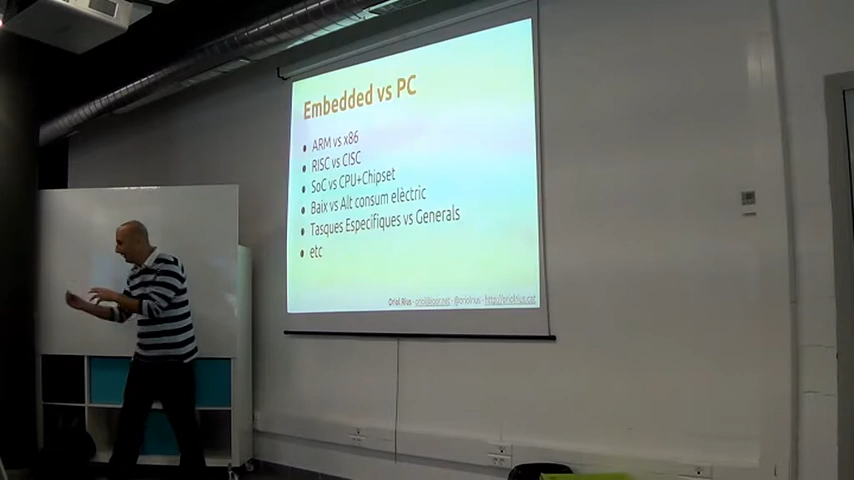 Embedded vs PC
• ARM vs x86
• RISC vs CISC
• SoC vs CPU+Chipset
• Baix vs Alt consum elèctric
• Tasques Específiques vs Generals
• etc
Oriol Rius - oriol@joor.net - @oriolrius - http://oriolrius.cat